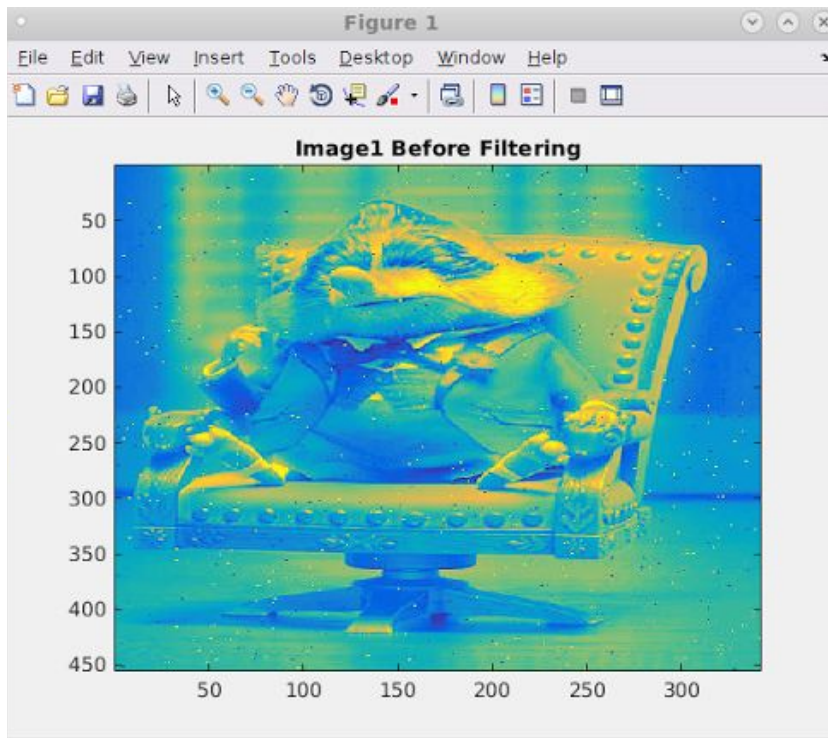 Figure 1
File Edit View Insert Tools Desktop Window Help
Image1 Before Filtering
50
100
150
200
250
300
350
400
450
50 100 150 200 250 300